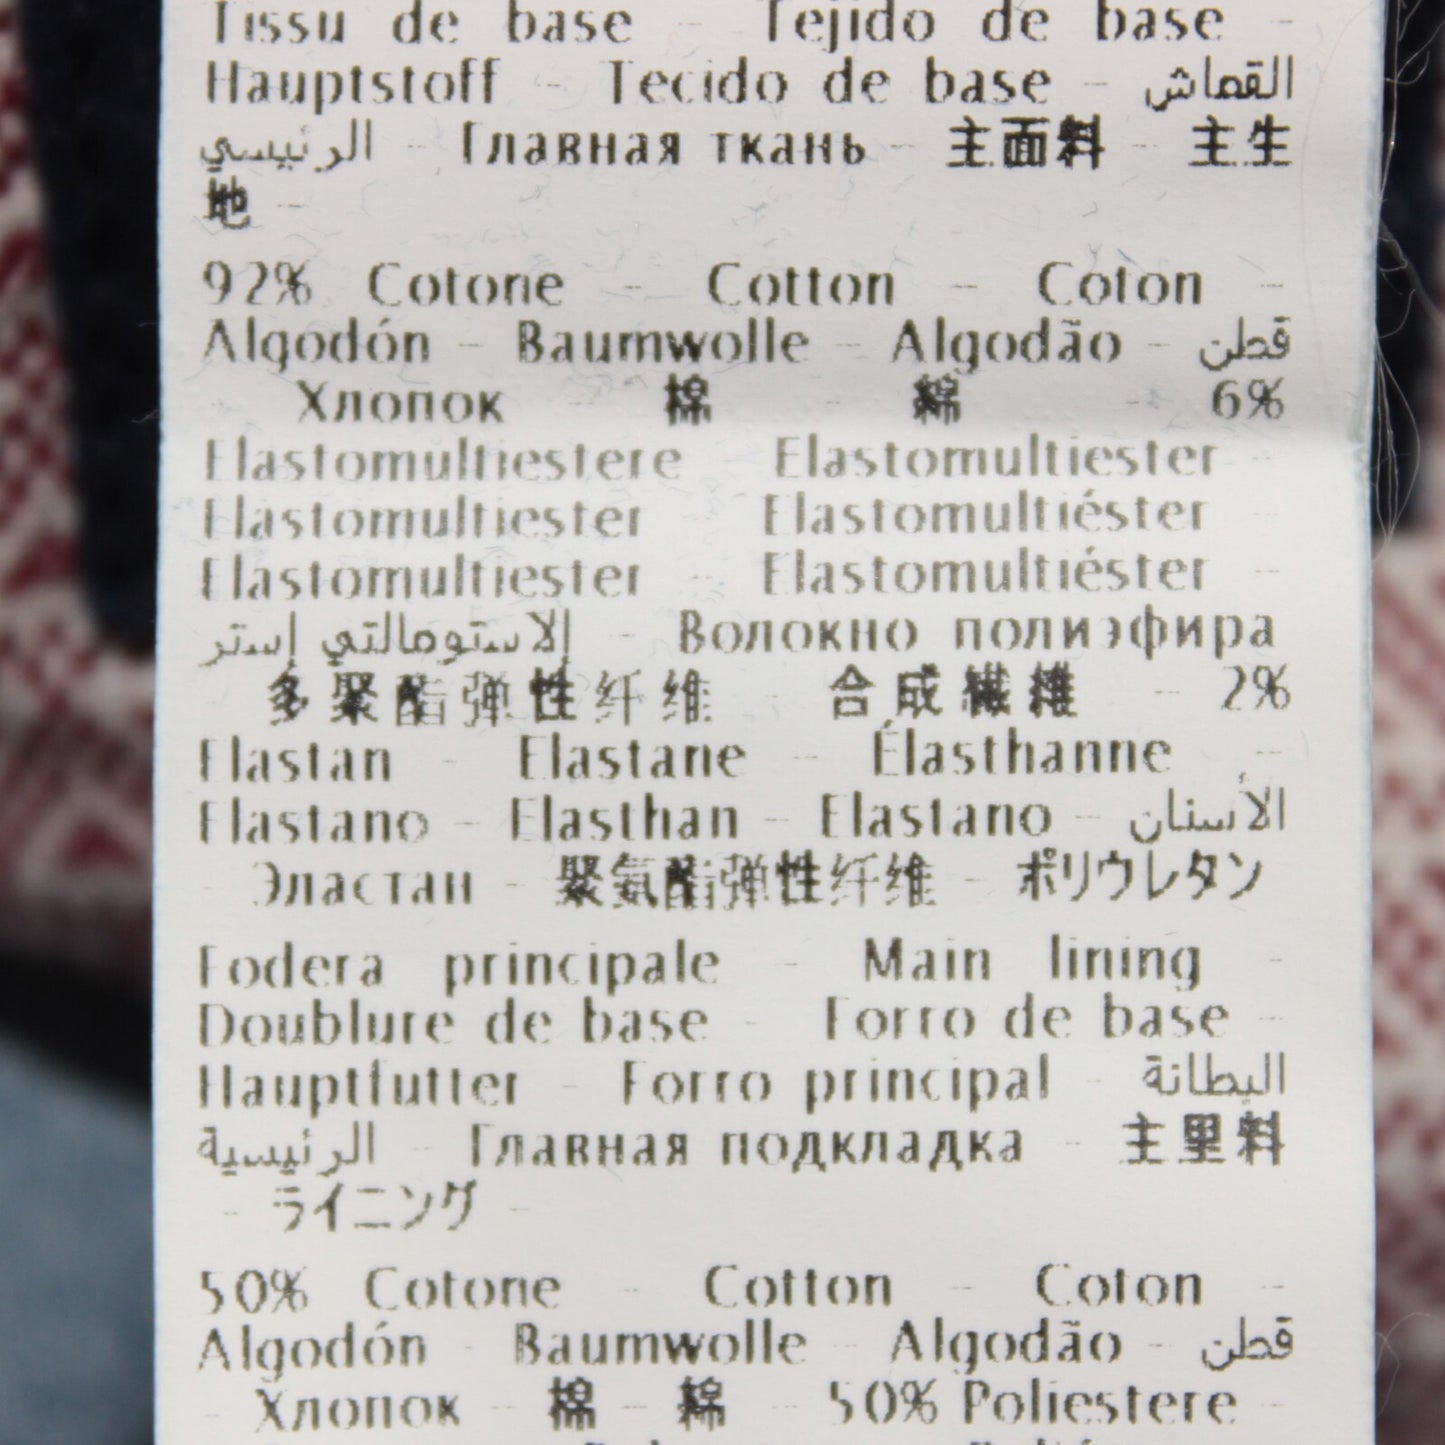 Tissu de base - Tejido de base -
Hauptstoff - Tecido de base - القماش
الرئيسي - Главная ткань - 主面料 - 主生
地 -
92% Cotone - Cotton - Coton -
Algodón - Baumwolle - Algodão - قطن
Хлопок 棉 綿 - 6%
Elastomultiestere Elastomultiester -
Elastomultiester Elastomultiéster -
Elastomultiester - Elastomultiéster -
إلاستومالتي إستر - Волокно полиэфира
多聚酯弹性纤维 - 合成繊維 - 2%
Elastan - Elastane - Élasthanne -
Elastano - Elasthan - Elastano - الأسنان
- Эластан - 聚氨酯弹性纤维 - ポリウレタン
Fodera principale - Main lining -
Doublure de base - Forro de base -
Hauptfutter - Forro principal - البطانة
الرئيسية - Главная подкладка - 主里料
- ライニング -
50% Cotone - Cotton - Coton -
Algodón - Baumwolle - Algodão - قطن
- Хлопок - 棉 - 綿 - 50% Poliestere -